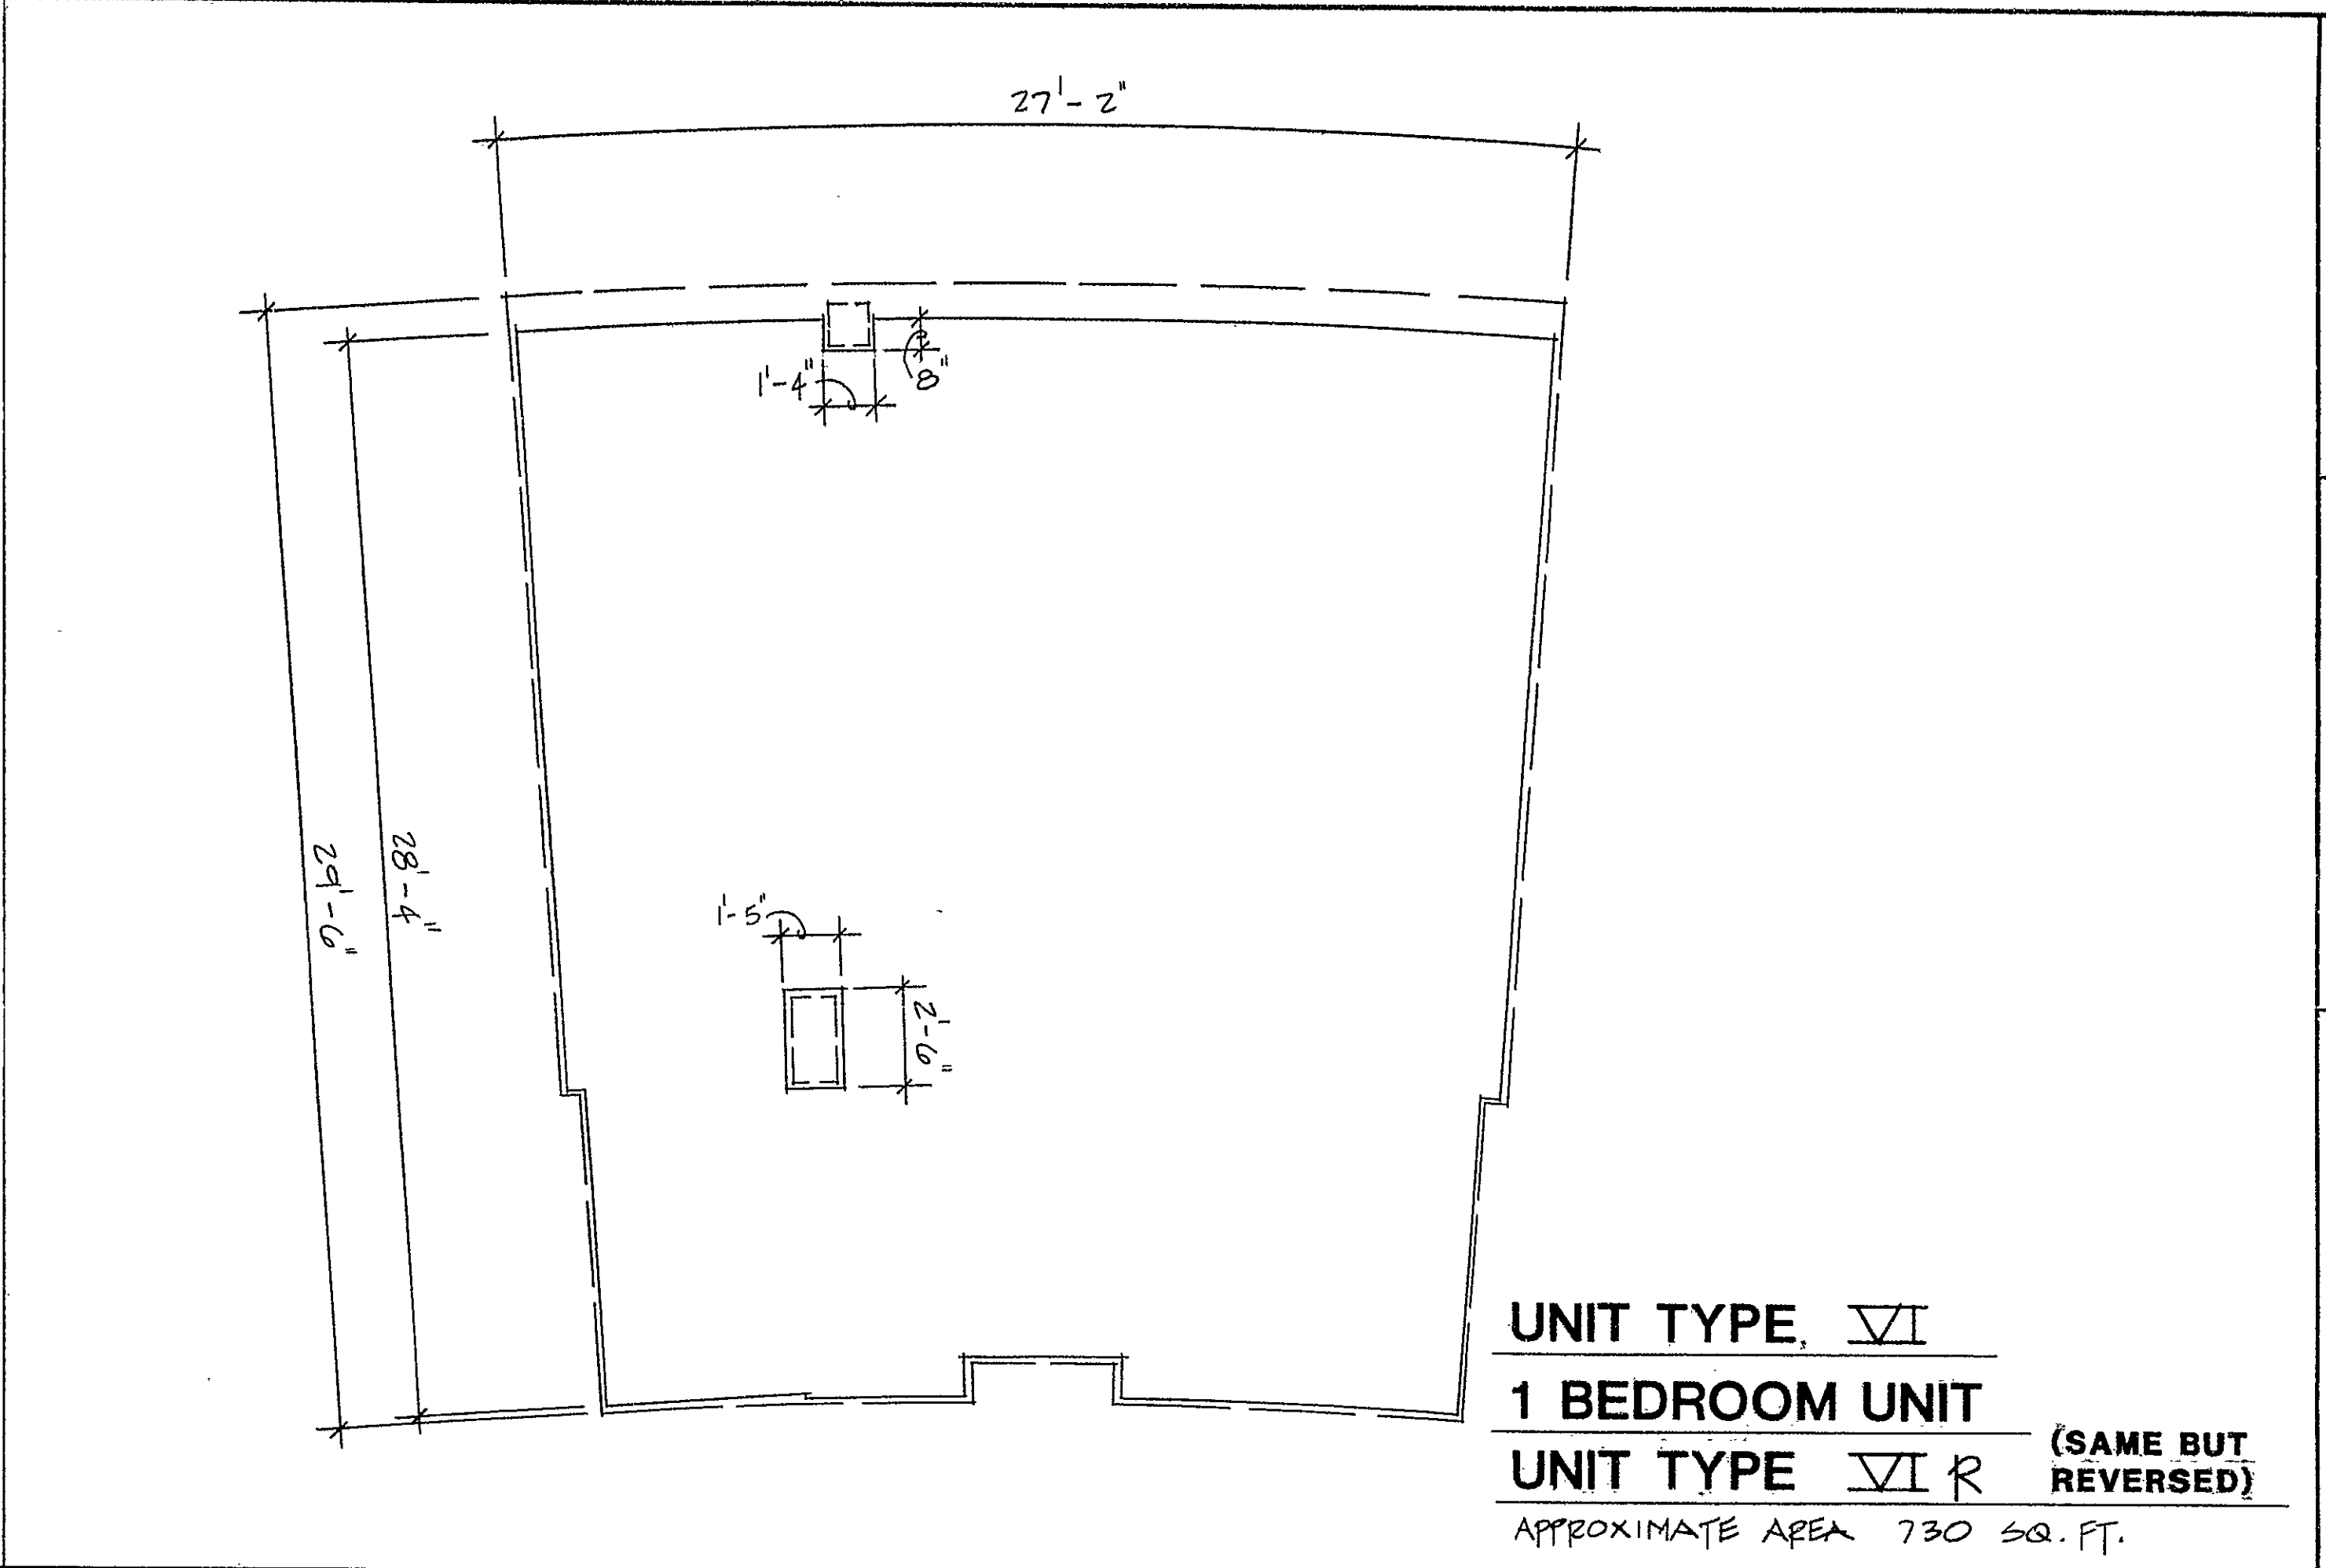 27'-2"
1'-4"
8"
28'-4"
29'-6"
1'-5"
2'-6"
UNIT TYPE VI
1 BEDROOM UNIT
UNIT TYPE VI R (SAME BUT REVERSED)
APPROXIMATE AREA 730 SQ. FT.